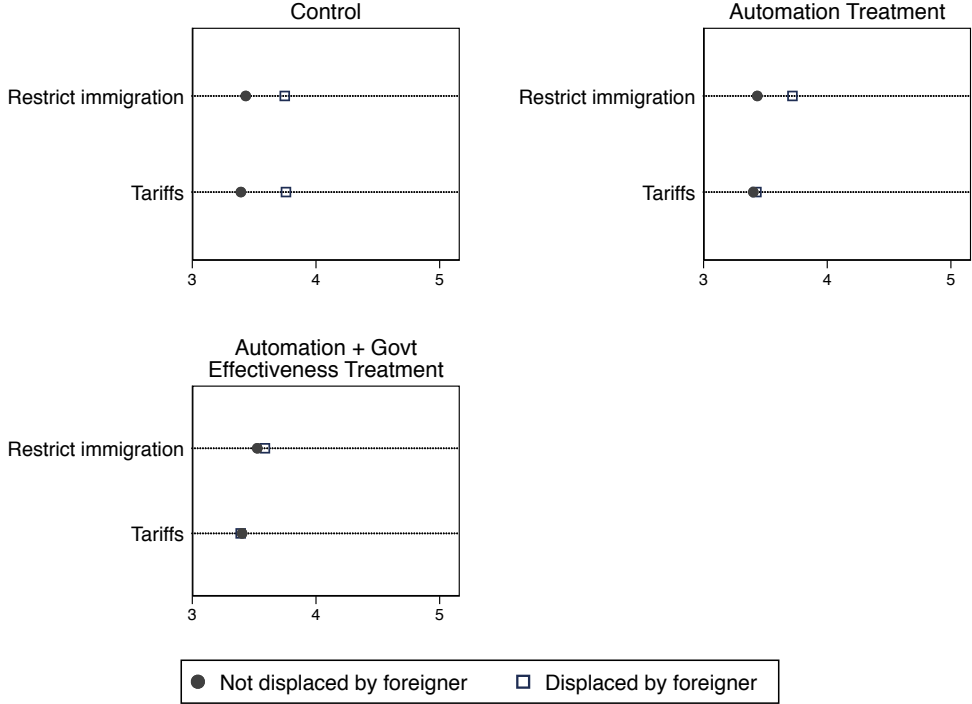 Control
Restrict immigration
Tariffs
3 4 5
Automation Treatment
Restrict immigration
Tariffs
3 4 5
Automation + Govt
Effectiveness Treatment
Restrict immigration
Tariffs
3 4 5
Not displaced by foreigner Displaced by foreigner